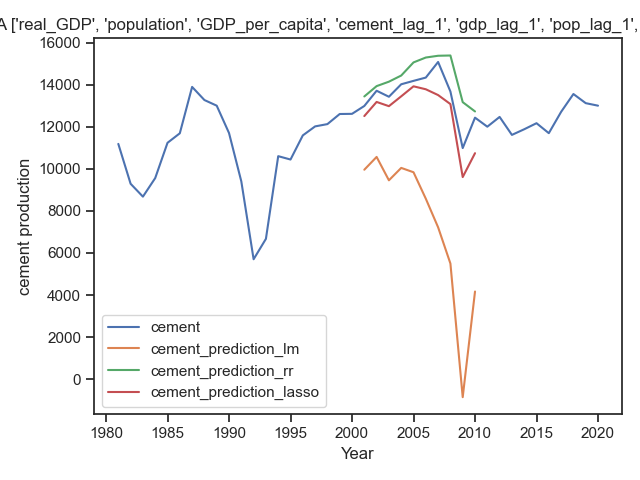 A ['real_GDP', 'population', 'GDP_per_capita', 'cement_lag_1', 'gdp_lag_1', 'pop_lag_1',
16000
14000
12000
10000
8000
6000
4000
2000
0
cement production
cement
cement_prediction_lm
cement_prediction_rr
cement_prediction_lasso
1980 1985 1990 1995 2000 2005 2010 2015 2020
Year